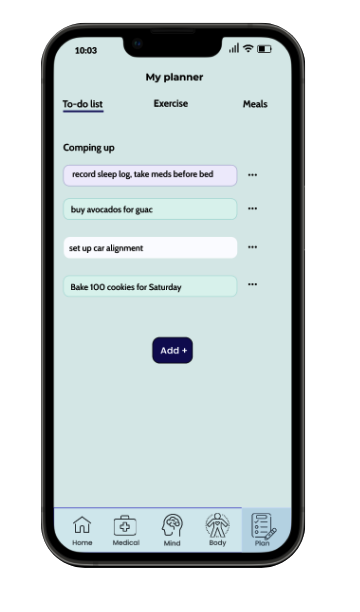 10:03
My planner
To-do list Exercise Meals
Comping up
record sleep log, take meds before bed
buy avocados for guac
set up car alignment
Bake 100 cookies for Saturday
Add +
Home Medical Mind Body Plan